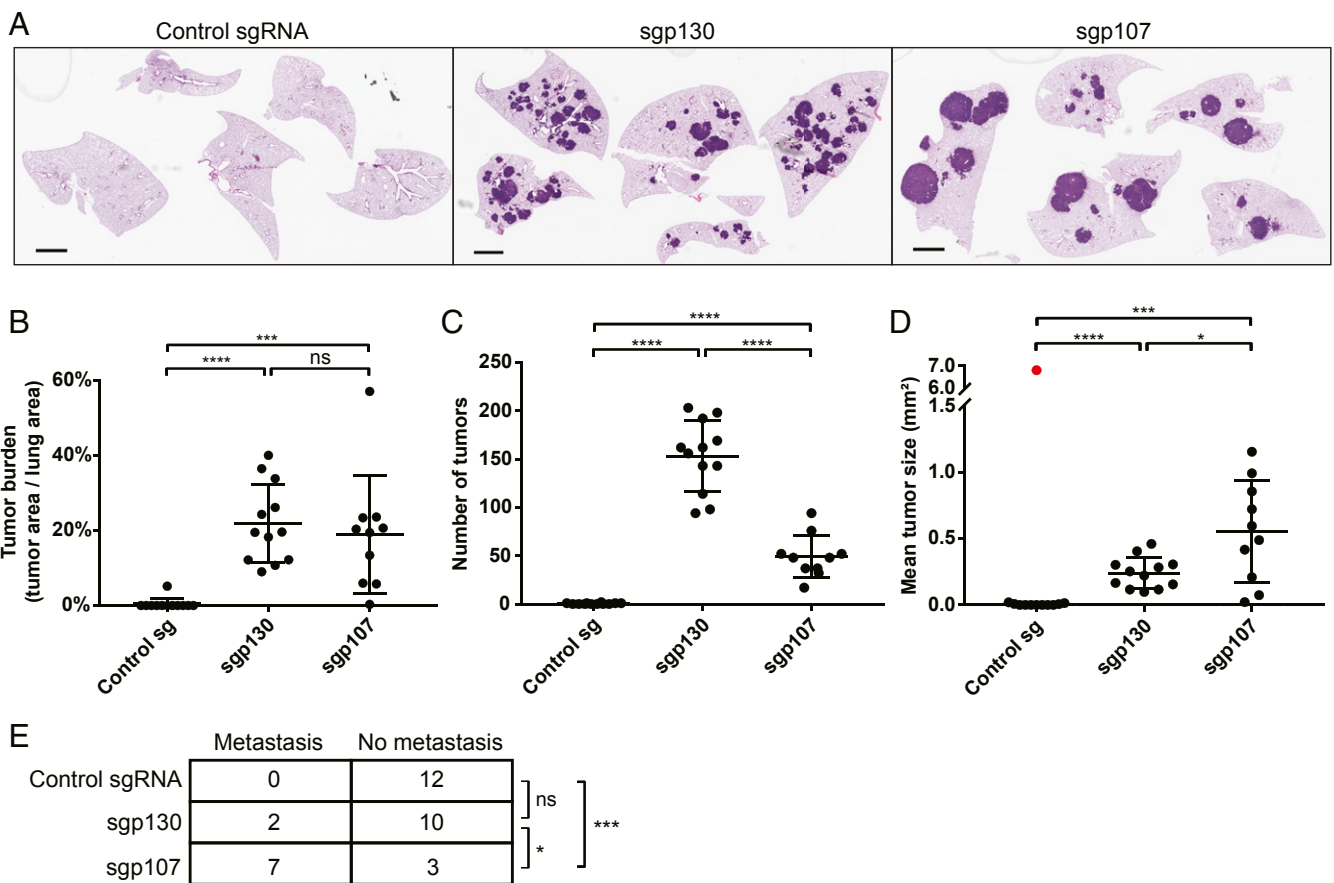 A
Control sgRNA
sgp130
sgp107
B
Tumor burden
(tumor area / lung area)
***
****
ns
60%
40%
20%
0%
Control sg
sgp130
sgp107
C
Number of tumors
****
****
****
250
200
150
100
50
0
Control sg
sgp130
sgp107
D
Mean tumor size (mm²)
***
****
*
7.0
6.0
1.5
1.0
0.5
0.0
Control sg
sgp130
sgp107
E
Metastasis No metastasis
Control sgRNA 0 12
ns
sgp130 2 10
***
*
sgp107 7 3